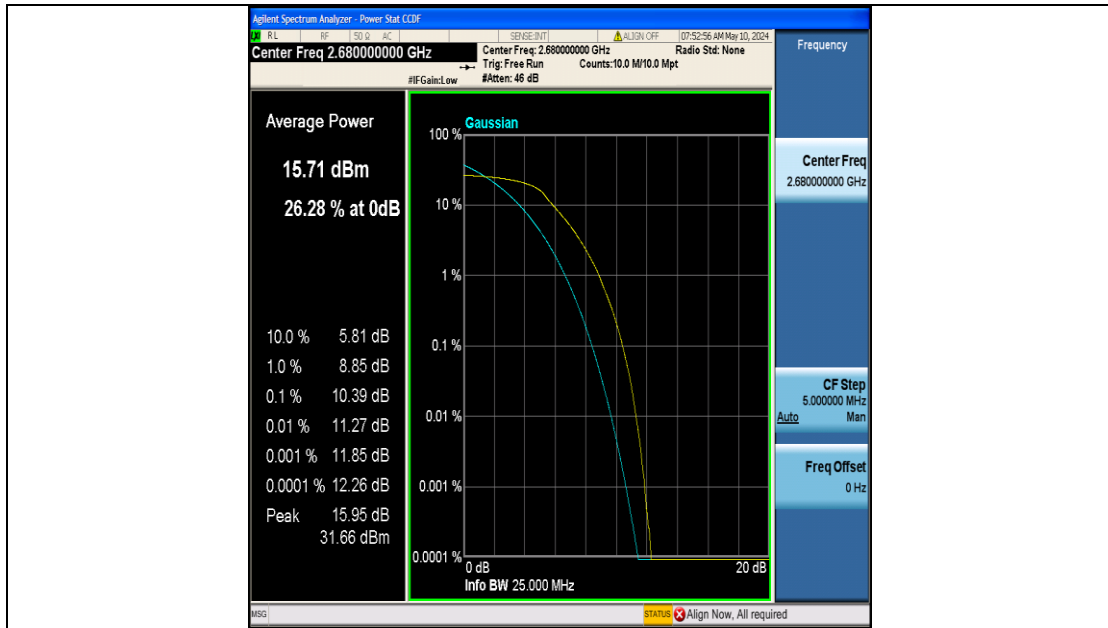 Agilent Spectrum Analyzer - Power Stat CCDF
RL RF 50 Ω AC SENSE:INT ALIGN OFF 07:52:56 AM May 10, 2024
Center Freq 2.680000000 GHz
Center Freq: 2.680000000 GHz Radio Std: None
Trig: Free Run Counts:10.0 M/10.0 Mpt
#IFGain:Low #Atten: 46 dB
Frequency
Average Power
15.71 dBm
26.28 % at 0dB
10.0 % 5.81 dB
1.0 % 8.85 dB
0.1 % 10.39 dB
0.01 % 11.27 dB
0.001 % 11.85 dB
0.0001 % 12.26 dB
Peak 15.95 dB
31.66 dBm
Gaussian
100 %
10 %
1 %
0.1 %
0.01 %
0.001 %
0.0001 %
0 dB 20 dB
Info BW 25.000 MHz
Center Freq
2.680000000 GHz
CF Step
5.000000 MHz
Auto Man
Freq Offset
0 Hz
MSG STATUS Align Now, All required